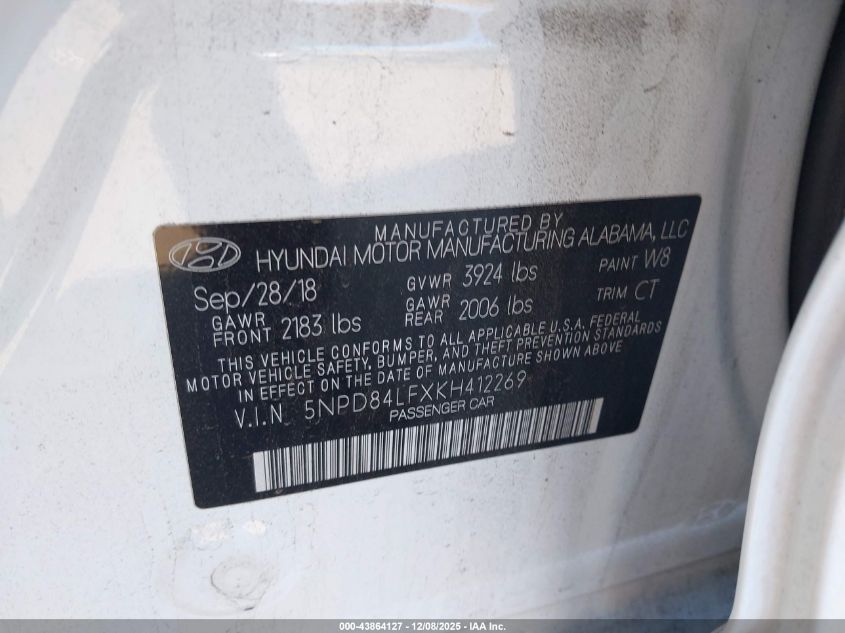 MANUFACTURED BY
HYUNDAI MOTOR MANUFACTURING ALABAMA, LLC
Sep/28/18 GVWR 3924 lbs PAINT W8
GAWR FRONT 2183 lbs GAWR REAR 2006 lbs TRIM CT
THIS VEHICLE CONFORMS TO ALL APPLICABLE U.S.A. FEDERAL
MOTOR VEHICLE SAFETY, BUMPER, AND THEFT PREVENTION STANDARDS
IN EFFECT ON THE DATE OF MANUFACTURE SHOWN ABOVE
V.I.N 5NPD84LFXKH412269
PASSENGER CAR
000-43864127 - 12/08/2025 - IAA Inc.